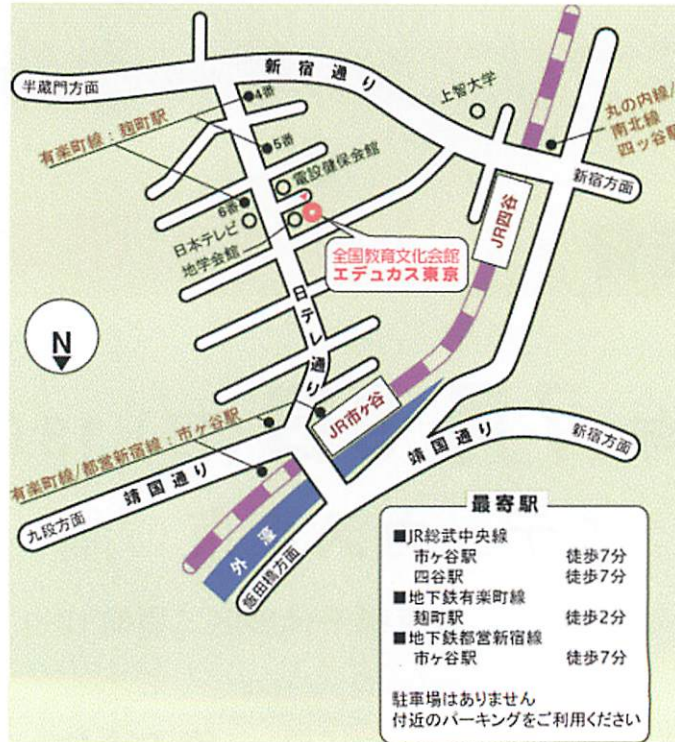 半蔵門方面
新宿通り
上智大学
丸の内線/
南北線
四ッ谷駅
新宿方面
有楽町線：麹町駅
4番
5番
6番
電設健保会館
日本テレビ
地学会館
全国教育文化会館
エデュカス東京
JR四谷
日テレ通り
N
JR市ヶ谷
有楽町線/都営新宿線：市ヶ谷駅
靖国通り
九段方面
靖国通り
新宿方面
外濠
飯田橋方面
最寄駅
■JR総武中央線
市ヶ谷駅 徒歩7分
四谷駅 徒歩7分
■地下鉄有楽町線
麹町駅 徒歩2分
■地下鉄都営新宿線
市ヶ谷駅 徒歩7分
駐車場はありません
付近のパーキングをご利用ください